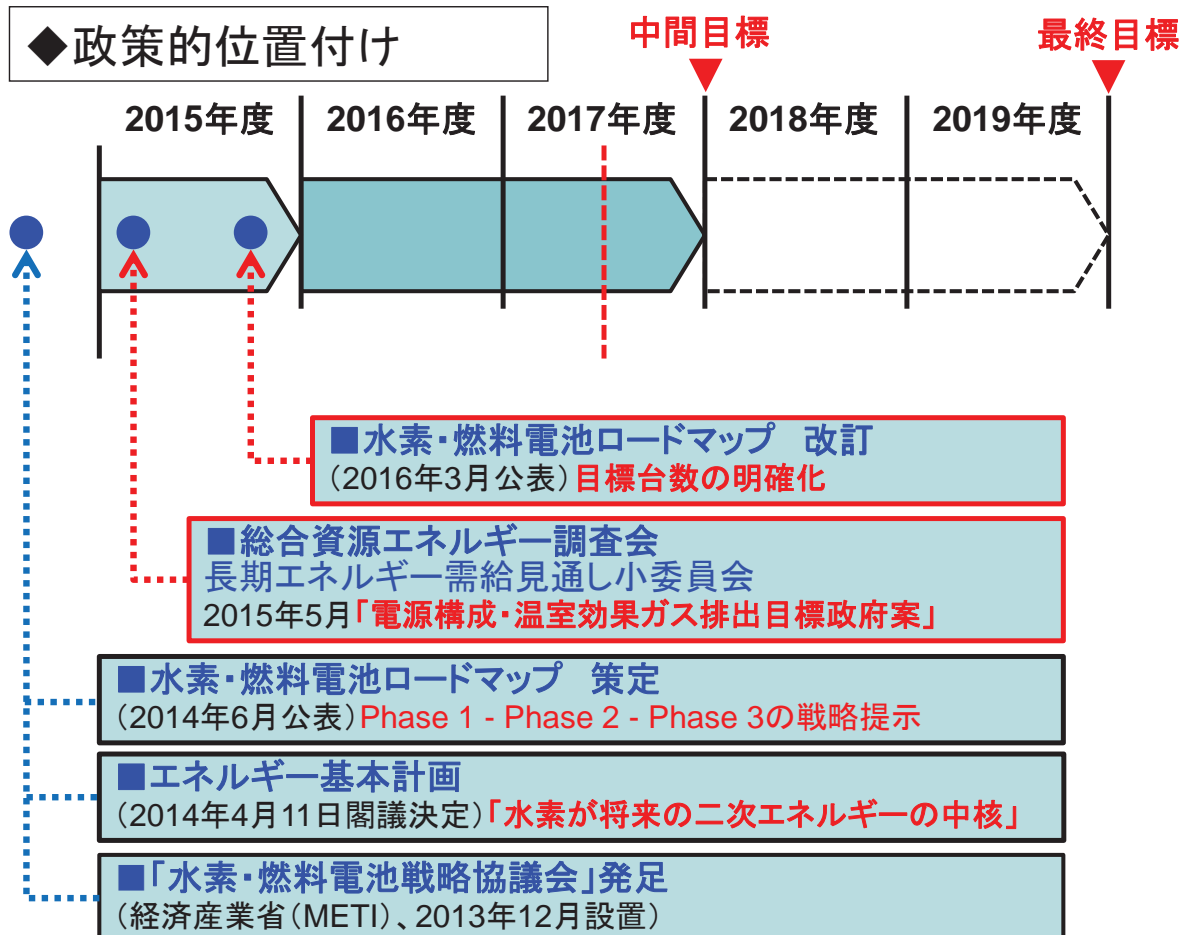 ◆政策的位置付け
中間目標
最終目標
2015年度
2016年度
2017年度
2018年度
2019年度
■水素・燃料電池ロードマップ　改訂
(2016年3月公表)目標台数の明確化
■総合資源エネルギー調査会
長期エネルギー需給見通し小委員会
2015年5月「電源構成・温室効果ガス排出目標政府案」
■水素・燃料電池ロードマップ　策定
(2014年6月公表)Phase 1 - Phase 2 - Phase 3の戦略提示
■エネルギー基本計画
(2014年4月11日閣議決定)「水素が将来の二次エネルギーの中核」
■「水素・燃料電池戦略協議会」発足
(経済産業省(METI)、2013年12月設置)